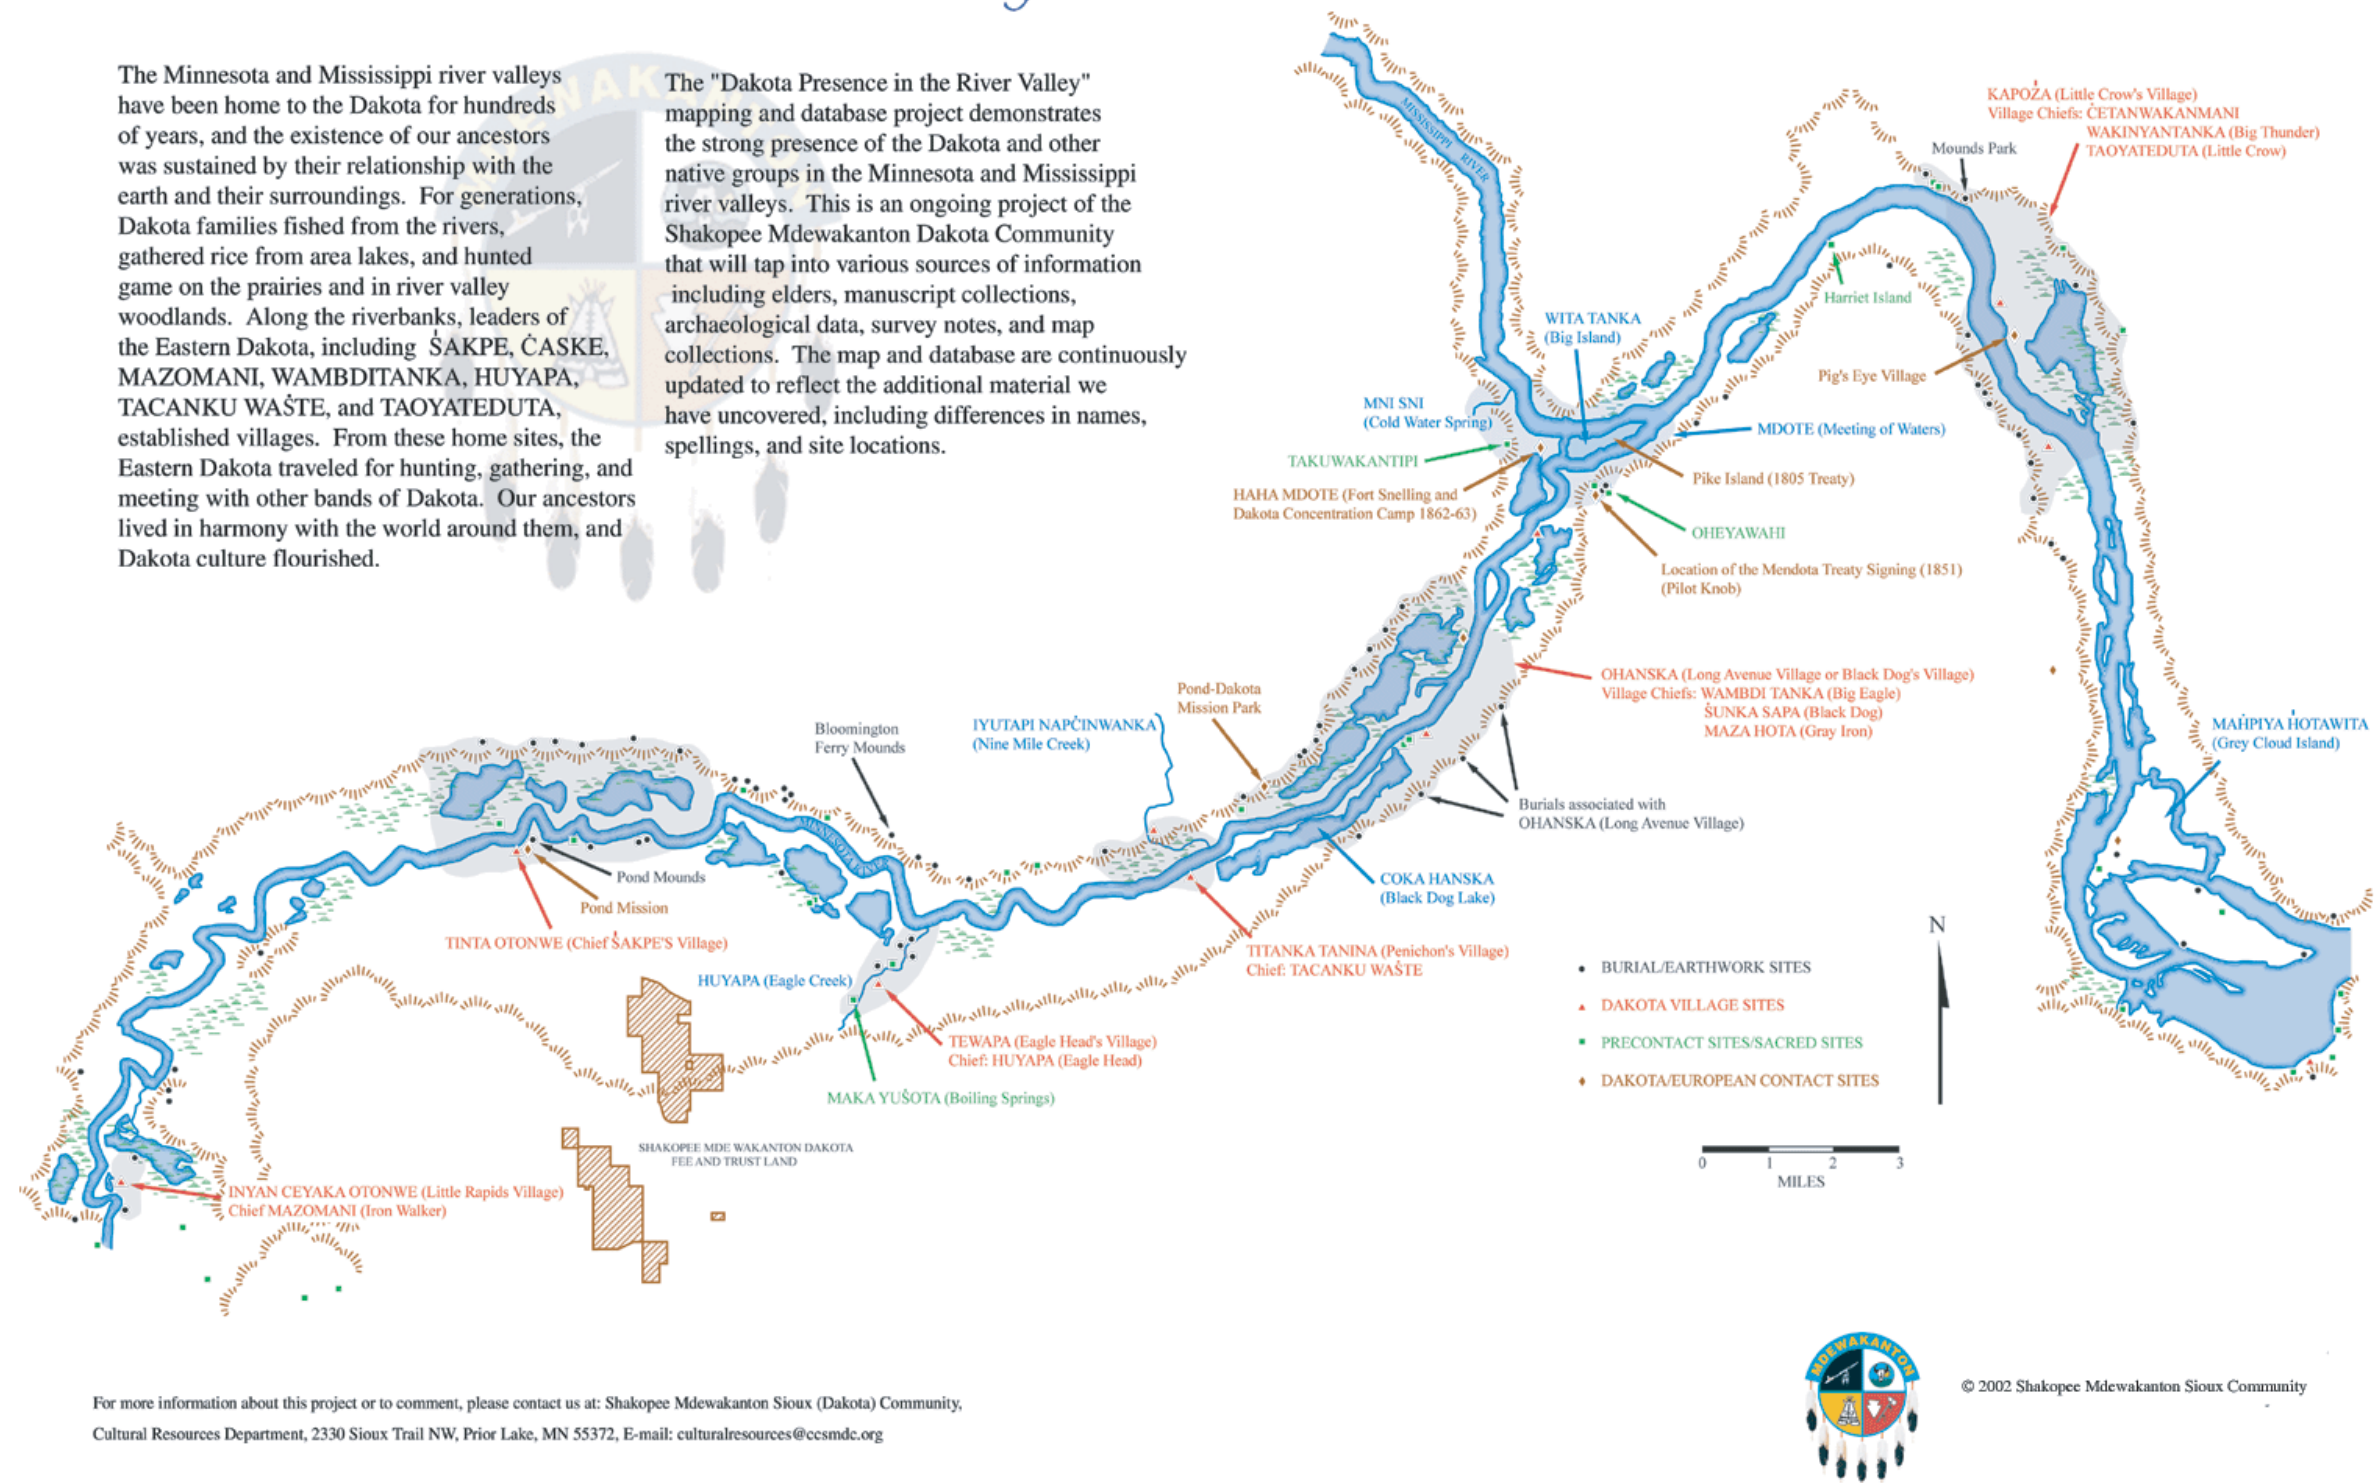 The Minnesota and Mississippi river valleys
have been home to the Dakota for hundreds
of years, and the existence of our ancestors
was sustained by their relationship with the
earth and their surroundings. For generations,
Dakota families fished from the rivers,
gathered rice from area lakes, and hunted
game on the prairies and in river valley
woodlands. Along the riverbanks, leaders of
the Eastern Dakota, including ṠAKPE, ĊASKE,
MAZOMANI, WAMBDITANKA, HUYAPA,
TACANKU WAṠTE, and TAOYATEDUTA,
established villages. From these home sites, the
Eastern Dakota traveled for hunting, gathering, and
meeting with other bands of Dakota. Our ancestors
lived in harmony with the world around them, and
Dakota culture flourished.
The "Dakota Presence in the River Valley"
mapping and database project demonstrates
the strong presence of the Dakota and other
native groups in the Minnesota and Mississippi
river valleys. This is an ongoing project of the
Shakopee Mdewakanton Dakota Community
that will tap into various sources of information
including elders, manuscript collections,
archaeological data, survey notes, and map
collections. The map and database are continuously
updated to reflect the additional material we
have uncovered, including differences in names,
spellings, and site locations.
MISSISSIPPI RIVER
KAPOŻA (Little Crow's Village)
Village Chiefs: ĊETANWAKANMANI
WAKINYANTANKA (Big Thunder)
TAOYATEDUTA (Little Crow)
Mounds Park
Harriet Island
WITA TANKA
(Big Island)
Pig's Eye Village
MNI SNI
(Cold Water Spring)
MDOTE (Meeting of Waters)
TAKUWAKANTIPI
Pike Island (1805 Treaty)
HAHA MDOTE (Fort Snelling and
Dakota Concentration Camp 1862-63)
OHEYAWAHI
Location of the Mendota Treaty Signing (1851)
(Pilot Knob)
OHANSKA (Long Avenue Village or Black Dog's Village)
Village Chiefs: WAMBDI TANKA (Big Eagle)
ṠUNKA SAPA (Black Dog)
MAZA HOTA (Gray Iron)
Pond-Dakota
Mission Park
MAḢPIYA ḢOTAWITA
(Grey Cloud Island)
Bloomington
Ferry Mounds
IYUTAPI NAPĊINWANKA
(Nine Mile Creek)
Burials associated with
OHANSKA (Long Avenue Village)
MINNESOTA RIVER
Pond Mounds
Pond Mission
COKA HANSKA
(Black Dog Lake)
TINTA OTONWE (Chief ṠAKPE'S Village)
TITANKA TANINA (Penichon's Village)
Chief: TACANKU WAṠTE
HUYAPA (Eagle Creek)
TEWAPA (Eagle Head's Village)
Chief: HUYAPA (Eagle Head)
MAKA YUṠOTA (Boiling Springs)
SHAKOPEE MDE WAKANTON DAKOTA
FEE AND TRUST LAND
INYAN CEYAKA OTONWE (Little Rapids Village)
Chief MAZOMANI (Iron Walker)
N
BURIAL/EARTHWORK SITES
DAKOTA VILLAGE SITES
PRECONTACT SITES/SACRED SITES
DAKOTA/EUROPEAN CONTACT SITES
0 1 2 3
MILES
MDEWAKANTON
© 2002 Shakopee Mdewakanton Sioux Community
For more information about this project or to comment, please contact us at: Shakopee Mdewakanton Sioux (Dakota) Community,
Cultural Resources Department, 2330 Sioux Trail NW, Prior Lake, MN 55372, E-mail: culturalresources@ccsmdc.org